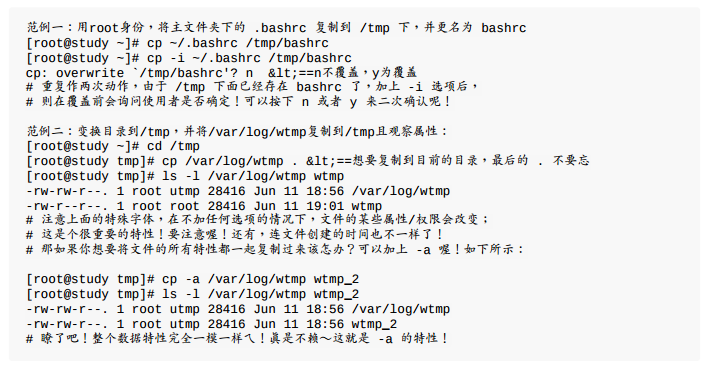 范例一：用root身份，将主文件夹下的 .bashrc 复制到 /tmp 下，并更名为 bashrc
[root@study ~]# cp ~/.bashrc /tmp/bashrc
[root@study ~]# cp -i ~/.bashrc /tmp/bashrc
cp: overwrite `/tmp/bashrc'? n  &lt;==n不覆盖，y为覆盖
# 重复作两次动作，由于 /tmp 下面已经存在 bashrc 了，加上 -i 选项后，
# 则在覆盖前会询问使用者是否确定！可以按下 n 或者 y 来二次确认呢！
范例二：变换目录到/tmp，并将/var/log/wtmp复制到/tmp且观察属性：
[root@study ~]# cd /tmp
[root@study tmp]# cp /var/log/wtmp . &lt;==想要复制到目前的目录，最后的 . 不要忘
[root@study tmp]# ls -l /var/log/wtmp wtmp
-rw-rw-r--. 1 root utmp 28416 Jun 11 18:56 /var/log/wtmp
-rw-r--r--. 1 root root 28416 Jun 11 19:01 wtmp
# 注意上面的特殊字体，在不加任何选项的情况下，文件的某些属性/权限会改变；
# 这是个很重要的特性！要注意喔！还有，连文件创建的时间也不一样了！
# 那如果你想要将文件的所有特性都一起复制过来该怎办？可以加上 -a 喔！如下所示：
[root@study tmp]# cp -a /var/log/wtmp wtmp_2
[root@study tmp]# ls -l /var/log/wtmp wtmp_2
-rw-rw-r--. 1 root utmp 28416 Jun 11 18:56 /var/log/wtmp
-rw-rw-r--. 1 root utmp 28416 Jun 11 18:56 wtmp_2
# 瞭了吧！整个数据特性完全一模一样ㄟ！真是不赖～这就是 -a 的特性！